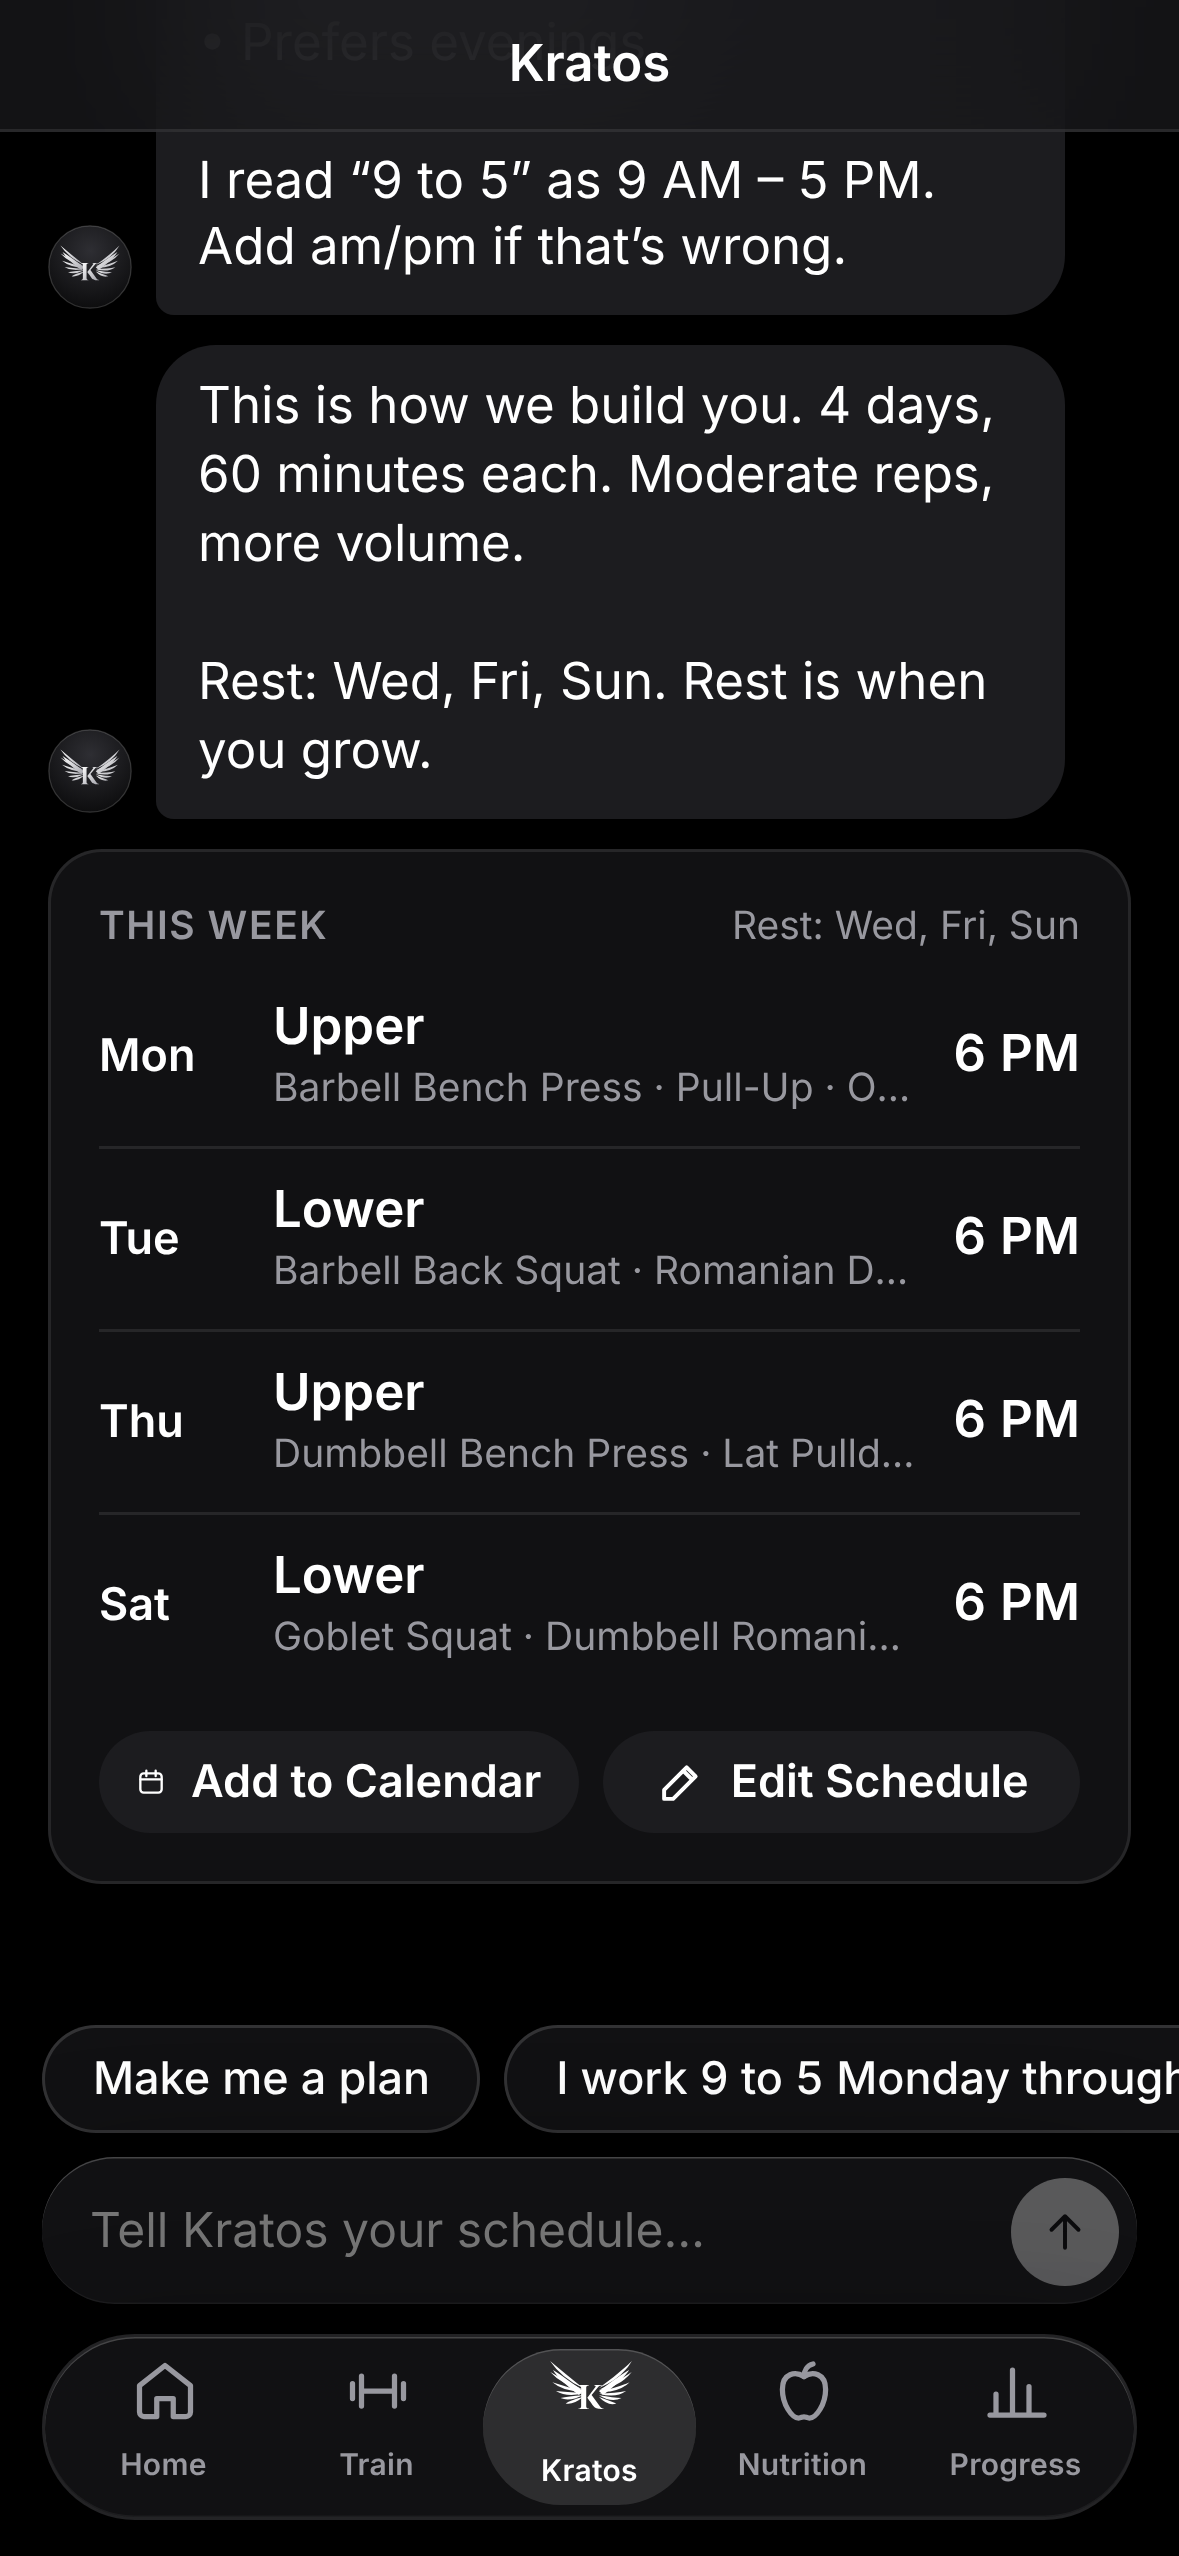 • Prefers evenings
Kratos
I read “9 to 5” as 9 AM – 5 PM.
Add am/pm if that’s wrong.
K
This is how we build you. 4 days,
60 minutes each. Moderate reps,
more volume.
Rest: Wed, Fri, Sun. Rest is when
you grow.
K
THIS WEEK
Rest: Wed, Fri, Sun
Mon
Upper
Barbell Bench Press · Pull-Up · O...
6 PM
Tue
Lower
Barbell Back Squat · Romanian D...
6 PM
Thu
Upper
Dumbbell Bench Press · Lat Pulld...
6 PM
Sat
Lower
Goblet Squat · Dumbbell Romani...
6 PM
Add to Calendar
Edit Schedule
Make me a plan
I work 9 to 5 Monday through
Tell Kratos your schedule...
K
Home
Train
Kratos
Nutrition
Progress